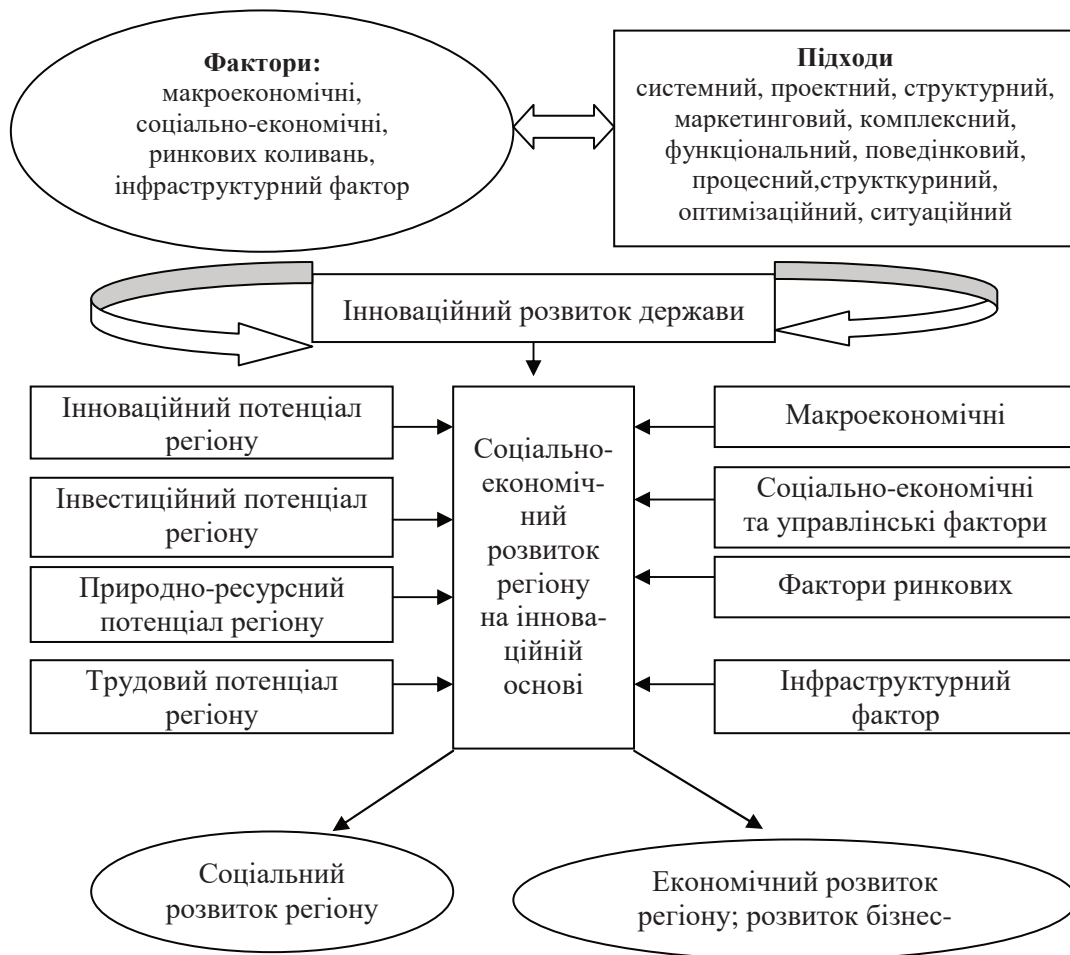 Фактори:
макроекономічні,
соціально-економічні,
ринкових коливань,
інфраструктурний фактор
Підходи
системний, проектний, структурний,
маркетинговий, комплексний,
функціональний, поведінковий,
процесний,структкуриний,
оптимізаційний, ситуаційний
Інноваційний розвиток держави
Інноваційний потенціал
регіону
Інвестиційний потенціал
регіону
Природно-ресурсний
потенціал регіону
Трудовий потенціал
регіону
Соціально-
економіч-
ний
розвиток
регіону
на іннова-
ційній
основі
Макроекономічні
Соціально-економічні
та управлінські фактори
Фактори ринкових
Інфраструктурний
фактор
Соціальний
розвиток регіону
Економічний розвиток
регіону; розвиток бізнес-